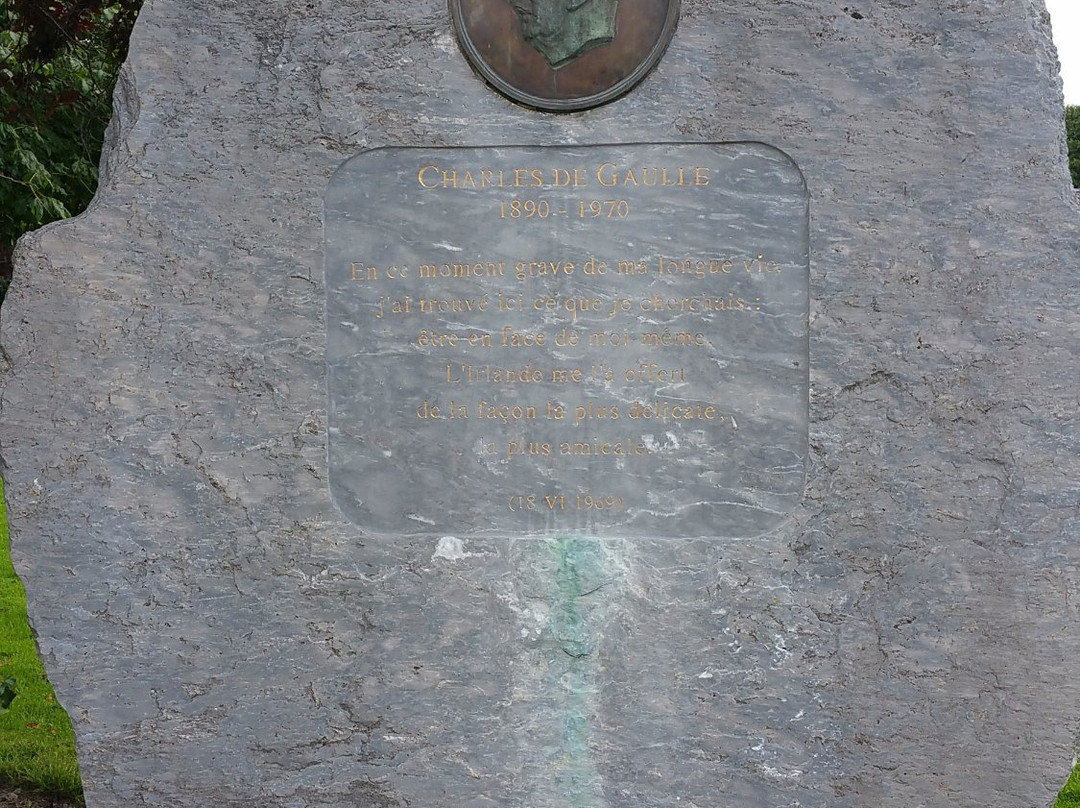 CHARLES DE GAULLE
1890 - 1970
En ce moment grave de ma longue vie,
j'ai trouvé ici ce que je cherchais :
être en face de moi-même.
L'Irlande me l'a offert
de la façon la plus délicate,
la plus amicale.
(18 VI 1969)